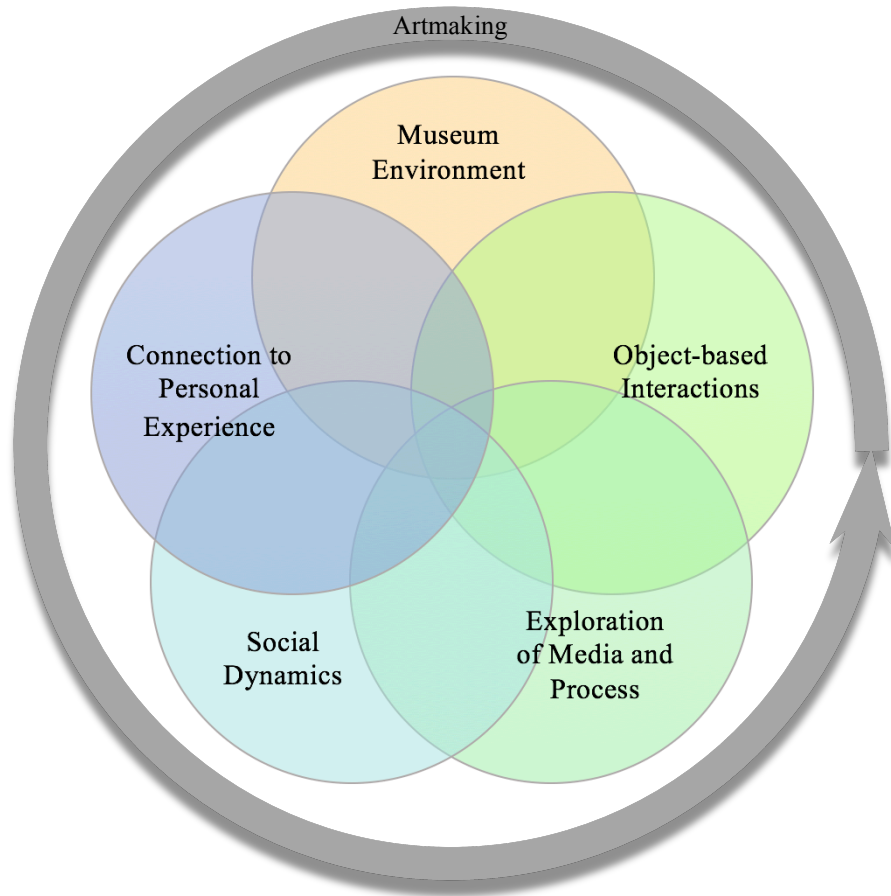 Artmaking
Museum
Environment
Connection to
Personal
Experience
Object-based
Interactions
Social
Dynamics
Exploration
of Media and
Process